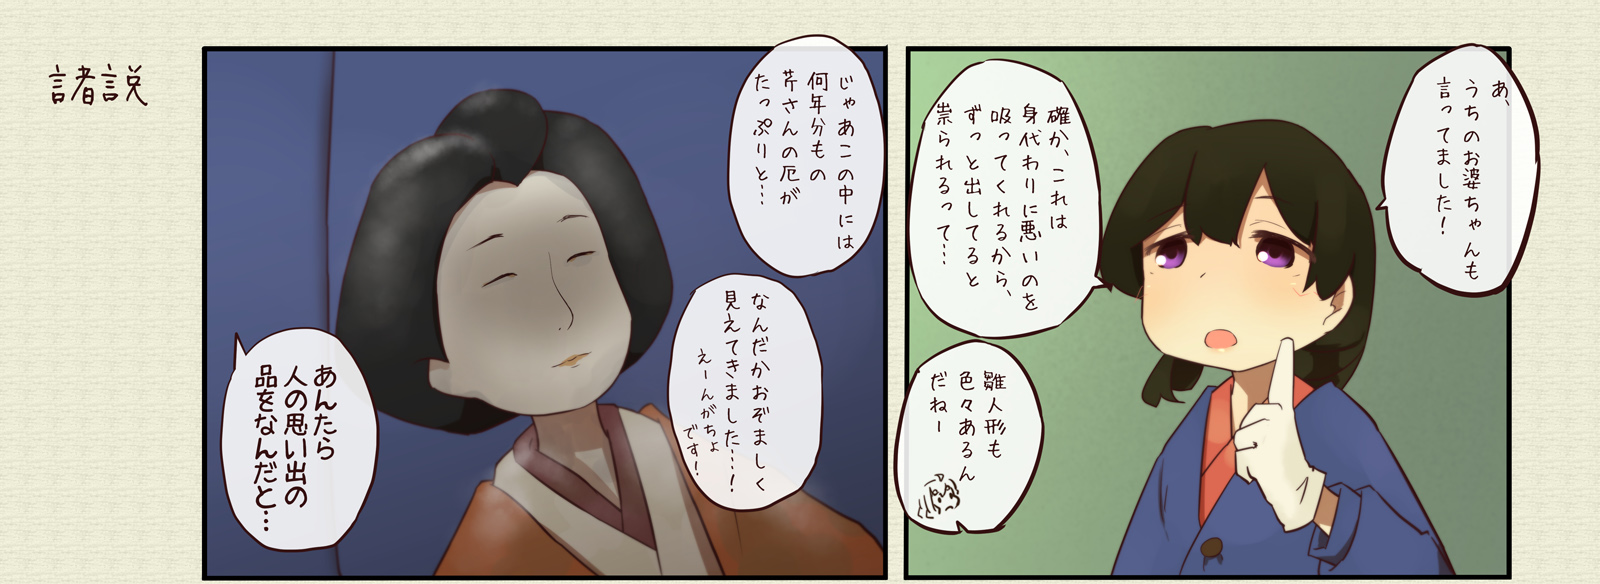 あ、
うちのお婆ちゃんも
言ってました!
確か、これは
身代わりに悪いのを
吸ってくれるから、
ずっと出してると
祟られるって…
雛人形も
色々あるん
だねー
じゃあこの中には
何年分もの
芹さんの厄が
たっぷりと…
なんだかおぞましく
見えてきました…!
えーんがちょ
です!
あんたら
人の思い出の
品をなんだと…
諸説